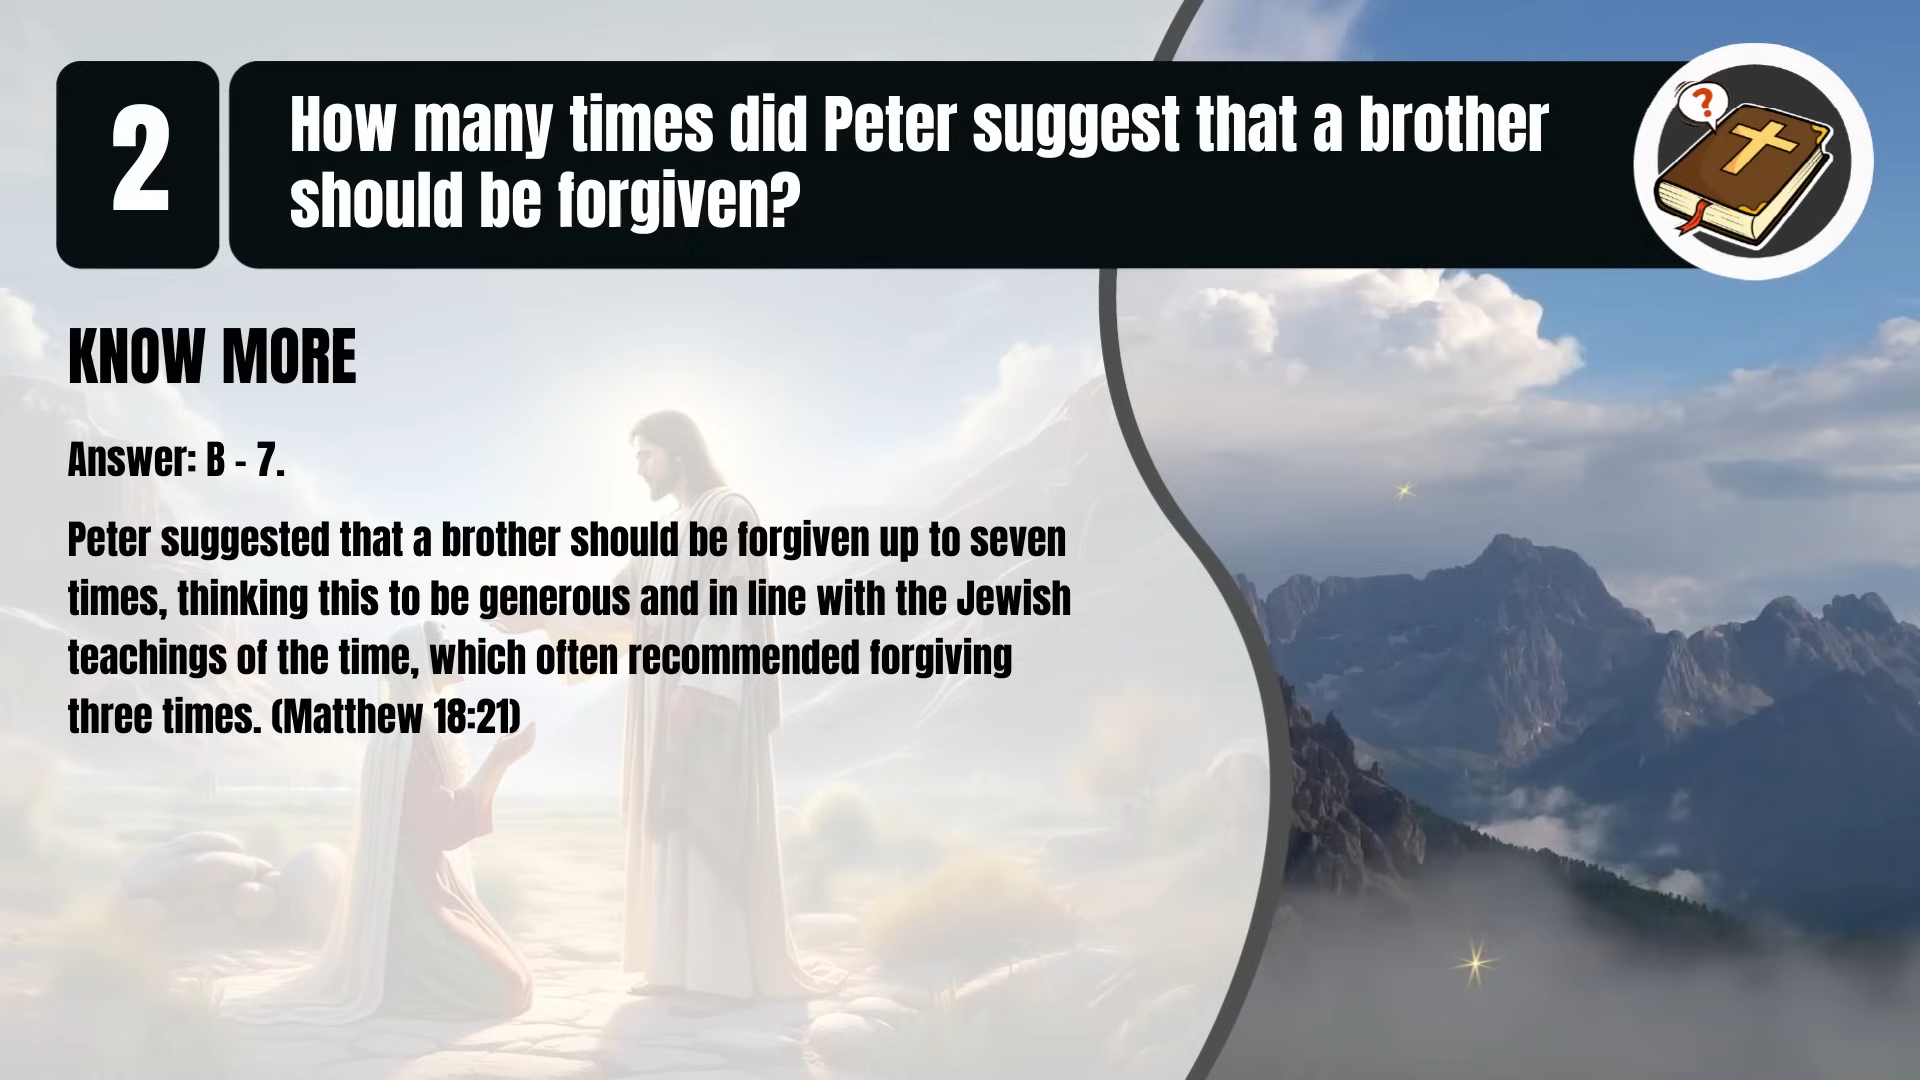 2
How many times did Peter suggest that a brother
should be forgiven?
?
KNOW MORE
Answer: B - 7.
Peter suggested that a brother should be forgiven up to seven
times, thinking this to be generous and in line with the Jewish
teachings of the time, which often recommended forgiving
three times. (Matthew 18:21)